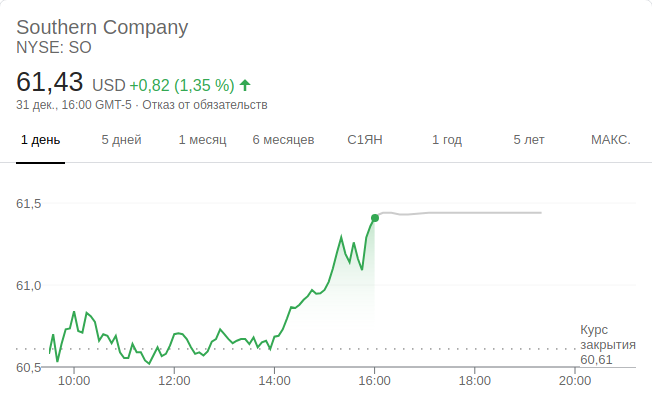 Southern Company
NYSE: SO
61,43 USD +0,82 (1,35 %)
31 дек., 16:00 GMT-5 · Отказ от обязательств
1 день 5 дней 1 месяц 6 месяцев С1ЯН 1 год 5 лет МАКС.
61,5
61,0
60,5
Курс
закрытия
60,61
10:00 12:00 14:00 16:00 18:00 20:00